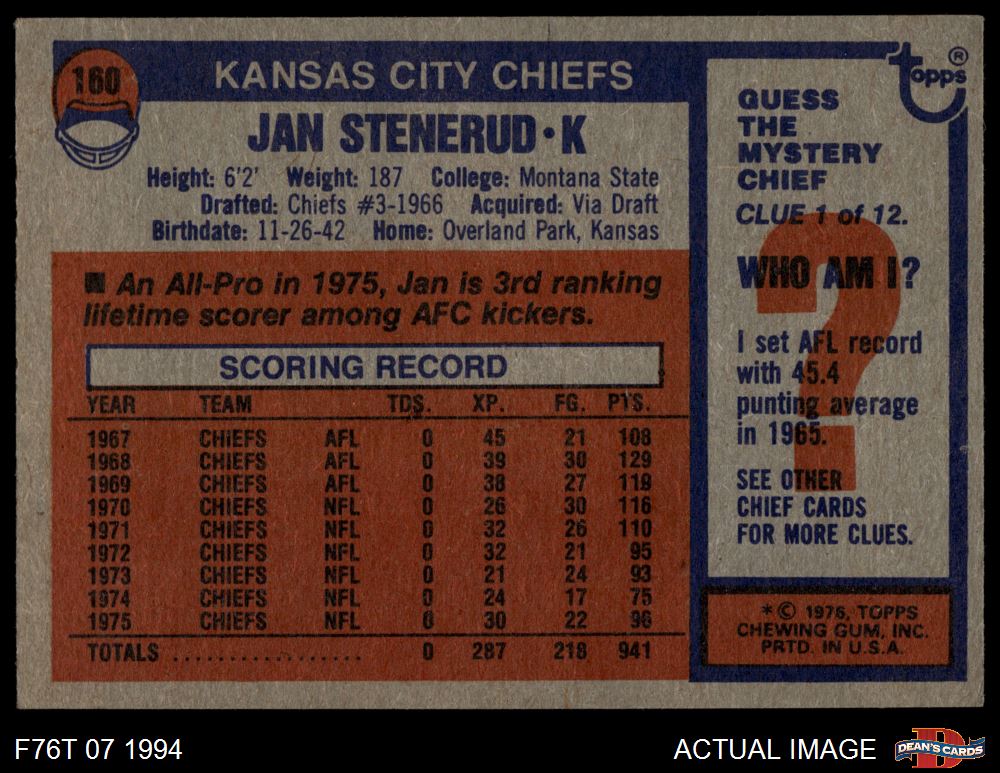 160
KANSAS CITY CHIEFS
JAN STENERUD • K
Height: 6'2' Weight: 187 College: Montana State
Drafted: Chiefs #3-1966 Acquired: Via Draft
Birthdate: 11-26-42 Home: Overland Park, Kansas
■ An All-Pro in 1975, Jan is 3rd ranking
lifetime scorer among AFC kickers.
SCORING RECORD
YEAR TEAM TDS. XP. FG. PTS.
1967 CHIEFS AFL 0 45 21 108
1968 CHIEFS AFL 0 39 30 129
1969 CHIEFS AFL 0 38 27 119
1970 CHIEFS NFL 0 26 30 116
1971 CHIEFS NFL 0 32 26 110
1972 CHIEFS NFL 0 32 21 95
1973 CHIEFS NFL 0 21 24 93
1974 CHIEFS NFL 0 24 17 75
1975 CHIEFS NFL 0 30 22 96
TOTALS .................. 0 287 218 941
Topps ®
GUESS
THE
MYSTERY
CHIEF
CLUE 1 of 12.
?
WHO AM I?
I set AFL record
with 45.4
punting average
in 1965.
SEE OTHER
CHIEF CARDS
FOR MORE CLUES.
* © 1976, TOPPS
CHEWING GUM, INC.
PRTD. IN U.S.A.
F76T 07 1994
ACTUAL IMAGE
D
DEAN'S CARDS